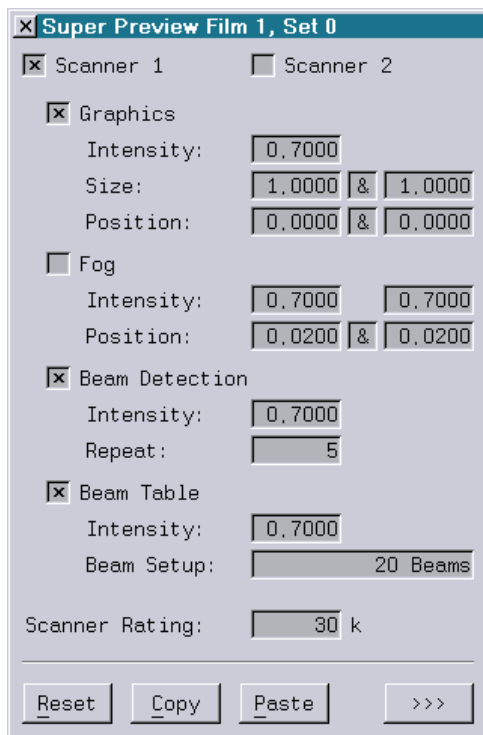 Super Preview Film 1, Set 0
Scanner 1 Scanner 2
Graphics
Intensity: 0.7000
Size: 1.0000 & 1.0000
Position: 0.0000 & 0.0000
Fog
Intensity: 0.7000 0.7000
Position: 0.0200 & 0.0200
Beam Detection
Intensity: 0.7000
Repeat: 5
Beam Table
Intensity: 0.7000
Beam Setup: 20 Beams
Scanner Rating: 30 k
Reset Copy Paste >>>